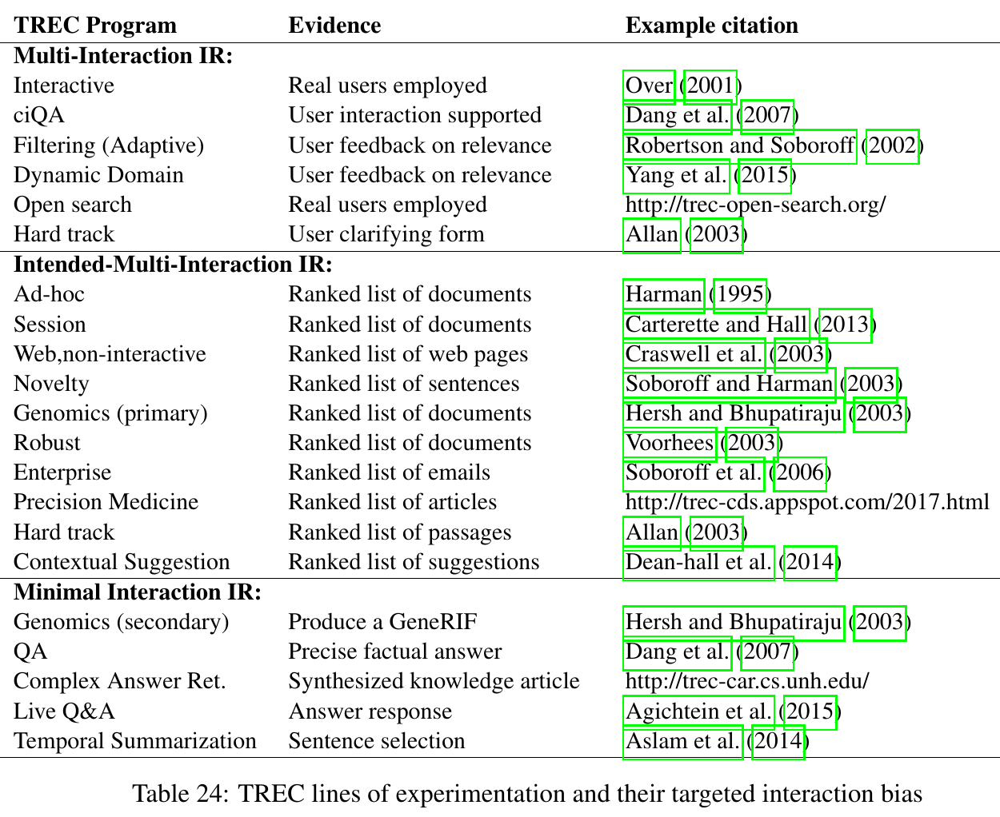 TREC Program Evidence Example citation
Multi-Interaction IR:
Interactive Real users employed Over (2001)
ciQA User interaction supported Dang et al. (2007)
Filtering (Adaptive) User feedback on relevance Robertson and Soboroff (2002)
Dynamic Domain User feedback on relevance Yang et al. (2015)
Open search Real users employed http://trec-open-search.org/
Hard track User clarifying form Allan (2003)
Intended-Multi-Interaction IR:
Ad-hoc Ranked list of documents Harman (1995)
Session Ranked list of documents Carterette and Hall (2013)
Web,non-interactive Ranked list of web pages Craswell et al. (2003)
Novelty Ranked list of sentences Soboroff and Harman (2003)
Genomics (primary) Ranked list of documents Hersh and Bhupatiraju (2003)
Robust Ranked list of documents Voorhees (2003)
Enterprise Ranked list of emails Soboroff et al. (2006)
Precision Medicine Ranked list of articles http://trec-cds.appspot.com/2017.html
Hard track Ranked list of passages Allan (2003)
Contextual Suggestion Ranked list of suggestions Dean-hall et al. (2014)
Minimal Interaction IR:
Genomics (secondary) Produce a GeneRIF Hersh and Bhupatiraju (2003)
QA Precise factual answer Dang et al. (2007)
Complex Answer Ret. Synthesized knowledge article http://trec-car.cs.unh.edu/
Live Q&A Answer response Agichtein et al. (2015)
Temporal Summarization Sentence selection Aslam et al. (2014)
Table 24: TREC lines of experimentation and their targeted interaction bias